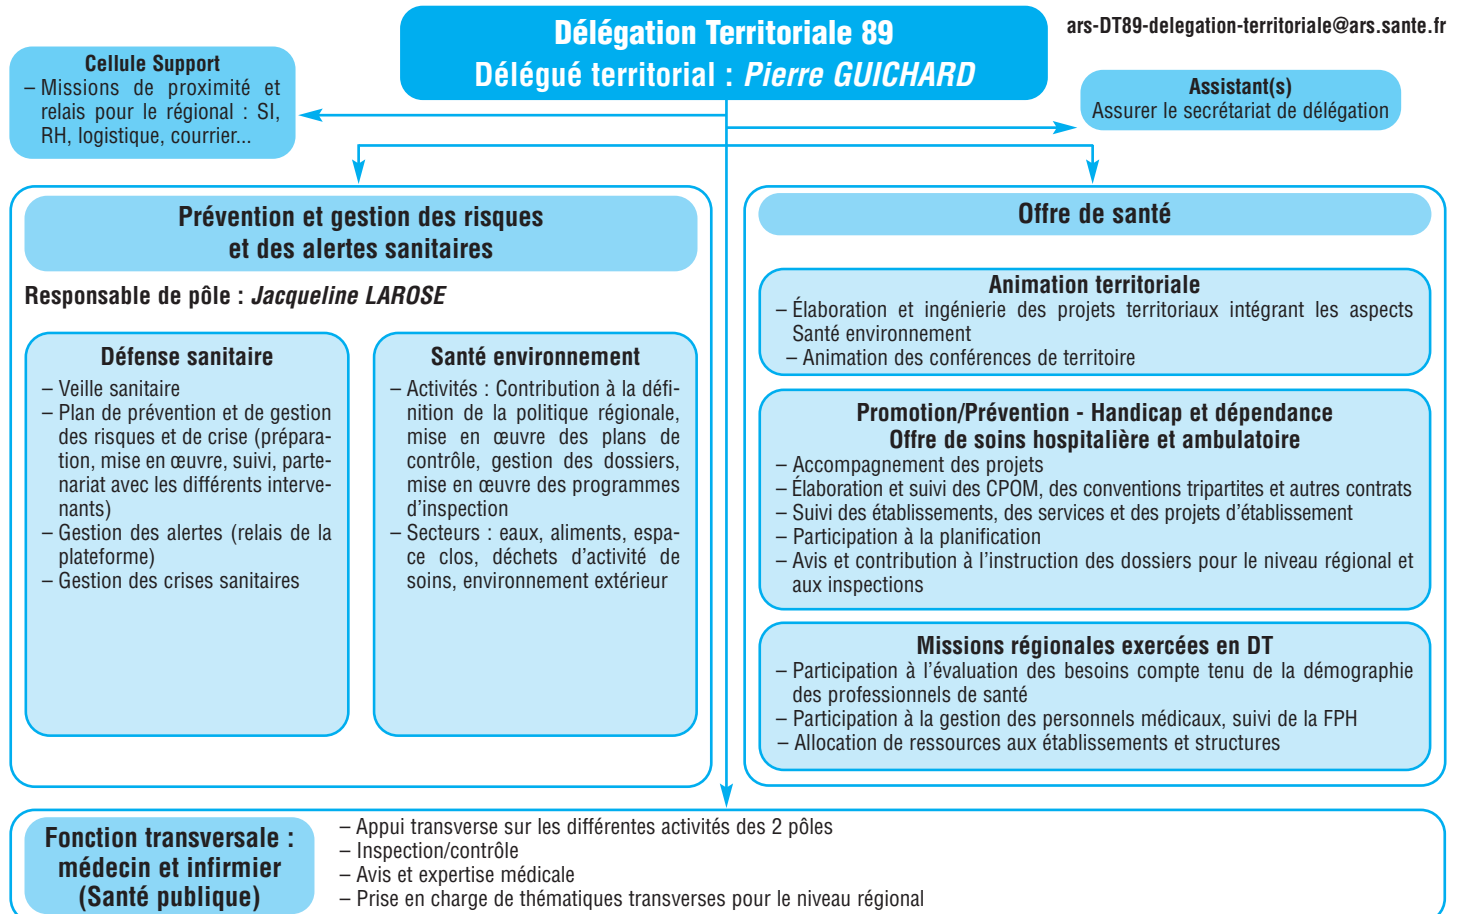 Délégation Territoriale 89
Délégué territorial : Pierre GUICHARD
ars-DT89-delegation-territoriale@ars.sante.fr
Cellule Support
– Missions de proximité et
relais pour le régional : SI,
RH, logistique, courrier...
Assistant(s)
Assurer le secrétariat de délégation
Prévention et gestion des risques
et des alertes sanitaires
Responsable de pôle : Jacqueline LAROSE
Défense sanitaire
– Veille sanitaire
– Plan de prévention et de gestion
des risques et de crise (prépara-
tion, mise en œuvre, suivi, parte-
nariat avec les différents interve-
nants)
– Gestion des alertes (relais de la
plateforme)
– Gestion des crises sanitaires
Santé environnement
– Activités : Contribution à la défi-
nition de la politique régionale,
mise en œuvre des plans de
contrôle, gestion des dossiers,
mise en œuvre des programmes
d'inspection
– Secteurs : eaux, aliments, espa-
ce clos, déchets d'activité de
soins, environnement extérieur
Offre de santé
Animation territoriale
– Élaboration et ingénierie des projets territoriaux intégrant les aspects
Santé environnement
– Animation des conférences de territoire
Promotion/Prévention - Handicap et dépendance
Offre de soins hospitalière et ambulatoire
– Accompagnement des projets
– Élaboration et suivi des CPOM, des conventions tripartites et autres contrats
– Suivi des établissements, des services et des projets d'établissement
– Participation à la planification
– Avis et contribution à l'instruction des dossiers pour le niveau régional et
aux inspections
Missions régionales exercées en DT
– Participation à l'évaluation des besoins compte tenu de la démographie
des professionnels de santé
– Participation à la gestion des personnels médicaux, suivi de la FPH
– Allocation de ressources aux établissements et structures
Fonction transversale :
médecin et infirmier
(Santé publique)
– Appui transverse sur les différentes activités des 2 pôles
– Inspection/contrôle
– Avis et expertise médicale
– Prise en charge de thématiques transverses pour le niveau régional